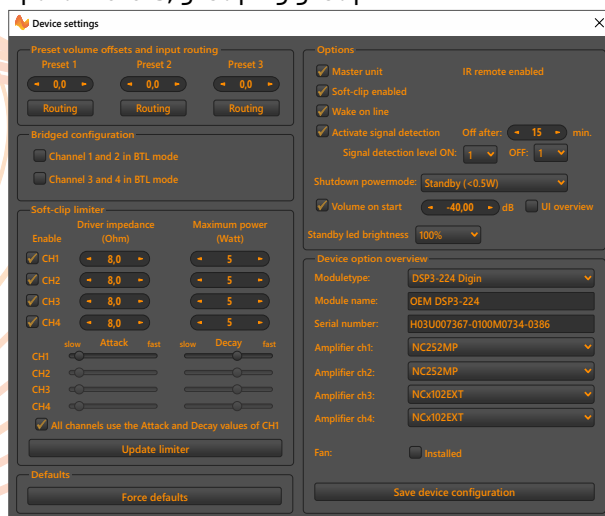 Device settings
Preset volume offsets and input routing
Preset 1 Preset 2 Preset 3
0,0 0,0 0,0
Routing Routing Routing
Bridged configuration
Channel 1 and 2 in BTL mode
Channel 3 and 4 in BTL mode
Soft-clip limiter
Driver impedance Maximum power
Enable (Ohm) (Watt)
CH1 8,0 5
CH2 8,0 5
CH3 8,0 5
CH4 8,0 5
slow Attack fast slow Decay fast
CH1
CH2
CH3
CH4
All channels use the Attack and Decay values of CH1
Update limiter
Defaults
Force defaults
Options
Master unit IR remote enabled
Soft-clip enabled
Wake on line
Activate signal detection Off after: 15 min.
Signal detection level ON: 1 OFF: 1
Shutdown powermode: Standby (<0.5W)
Volume on start -40,00 dB UI overview
Standby led brightness 100%
Device option overview
Moduletype: DSP3-224 Digin
Module name: OEM DSP3-224
Serial number: H03U007367-0100M0734-0386
Amplifier ch1: NC252MP
Amplifier ch2: NC252MP
Amplifier ch3: NCx102EXT
Amplifier ch4: NCx102EXT
Fan: Installed
Save device configuration